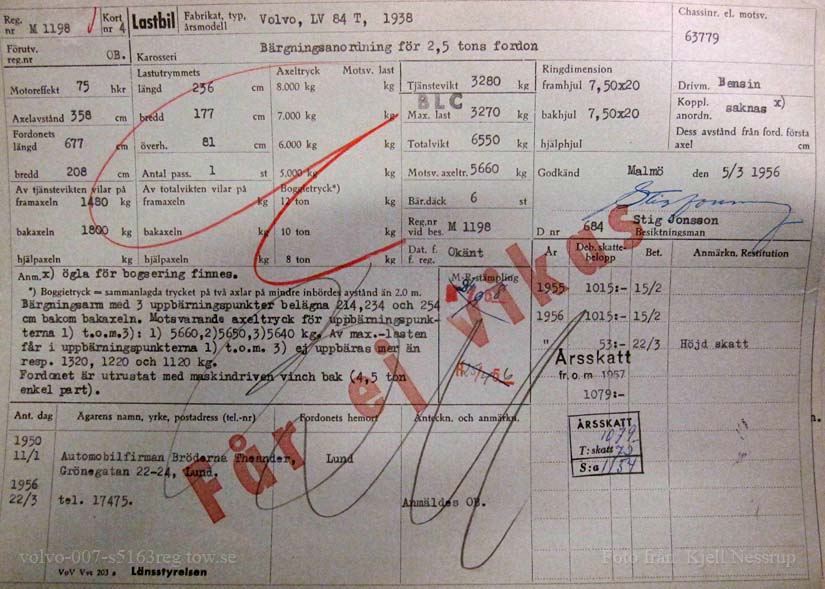 Reg. nr M 1198 Kort nr 4 Lastbil Fabrikat, typ, årsmodell Volvo, LV 84 T, 1938 Chassinr. el. motsv.
63779
Förutv. reg.nr OB. Karosseri Bärgningsanordning för 2,5 tons fordon
Motoreffekt 75 hkr
Axelavstånd 358 cm
Fordonets längd 677 cm
bredd 208 cm
Av tjänstevikten vilar på
framaxeln 1480 kg
bakaxeln 1800 kg
hjälpaxeln kg
Lastutrymmets
längd 236 cm
bredd 177 cm
överh. 81 cm
Antal pass. 1 st
Av totalvikten vilar på
framaxeln kg
bakaxeln kg
hjälpaxeln kg
Axeltryck Motsv. last
8.000 kg kg
7.000 kg kg
6.000 kg kg
5.000 kg kg
Boggietryck*)
12 ton kg
10 ton kg
8 ton kg
Tjänstevikt 3280 kg
BLC
Max. last 3270 kg
Totalvikt 6550 kg
Motsv. axeltr. 5660 kg
Bär.däck 6 st
Reg.nr vid bes. M 1198
Dat. f. f. reg. Okänt
Ringdimension
framhjul 7,50x20
bakhjul 7,50x20
hjälphjul
Drivm. Bensin
Koppl. anordn. saknas x)
Dess avstånd från ford. första
axel cm
Godkänd Malmö den 5/3 1956
Stig Jonsson
D nr 684 Besiktningsman
Anm.x) ögla för bogsering finnes.
*) Boggietryck = sammanlagda trycket på två axlar på mindre inbördes avstånd än 2.0 m.
Bärgningsarm med 3 uppbärningspunkter belägna 214,234 och 254
cm bakom bakaxeln. Motsvarande axeltryck för uppbärningspunk-
terna 1) t.o.m.3): 1) 5660,2)5650,3)5640 kg. Av max.-lasten
får i uppbärningspunkterna 1) t.o.m. 3) ej uppbäras mer än
resp. 1320, 1220 och 1120 kg.
Fordonet är utrustat med maskindriven vinch bak (4,5 ton
enkel part).
M-R-stämpling
År Deb. skattebelopp Bet. Anmärkn. Restitution
1955 1015:- 15/2
1956 1015:- 15/2
" 53:- 22/3 Höjd skatt
Årsskatt
fr. o. m 1957
1079:-
ÅRSSKATT
1079
T:skatt 75
S:a 1154
Får ej vikas
Ant. dag Ägarens namn, yrke, postadress (tel.-nr) Fordonets hemort Anteckn. och anmärkn.
1950
11/1 Automobilfirman Bröderna Theander, Lund
Grönegatan 22-24, Lund.
1956
22/3 tel. 17475. Anmäldes OB.
volvo-007-s5163reg.tow.se
Foto från Kjell Nessrup
VoV Vvt 203 a Länsstyrelsen